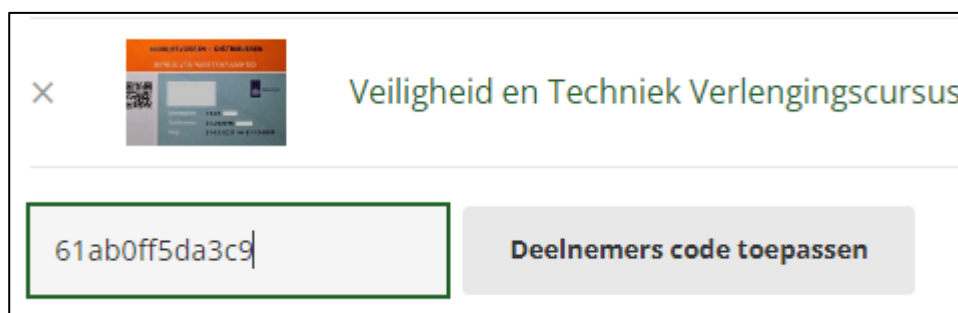 ×
Veiligheid en Techniek Verlengingscursus
61ab0ff5da3c9
Deelnemers code toepassen